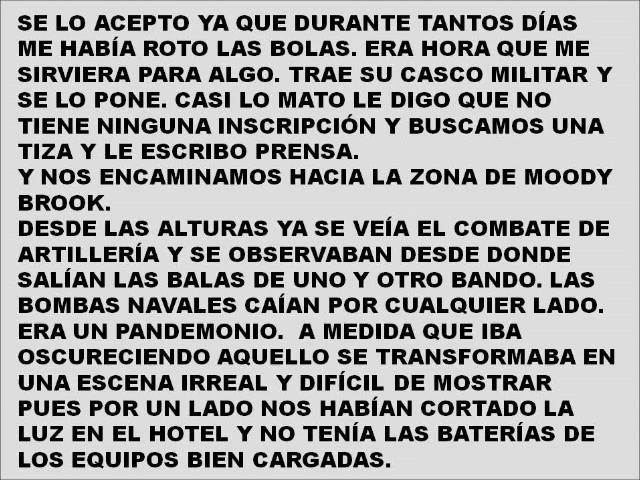 SE LO ACEPTO YA QUE DURANTE TANTOS DÍAS
ME HABÍA ROTO LAS BOLAS. ERA HORA QUE ME
SIRVIERA PARA ALGO. TRAE SU CASCO MILITAR Y
SE LO PONE. CASI LO MATO LE DIGO QUE NO
TIENE NINGUNA INSCRIPCIÓN Y BUSCAMOS UNA
TIZA Y LE ESCRIBO PRENSA.
Y NOS ENCAMINAMOS HACIA LA ZONA DE MOODY
BROOK.
DESDE LAS ALTURAS YA SE VEÍA EL COMBATE DE
ARTILLERÍA Y SE OBSERVABAN DESDE DONDE
SALÍAN LAS BALAS DE UNO Y OTRO BANDO. LAS
BOMBAS NAVALES CAÍAN POR CUALQUIER LADO.
ERA UN PANDEMONIO.  A MEDIDA QUE IBA
OSCURECIENDO AQUELLO SE TRANSFORMABA EN
UNA ESCENA IRREAL Y DIFÍCIL DE MOSTRAR
PUES POR UN LADO NOS HABÍAN CORTADO LA
LUZ EN EL HOTEL Y NO TENÍA LAS BATERÍAS DE
LOS EQUIPOS BIEN CARGADAS.